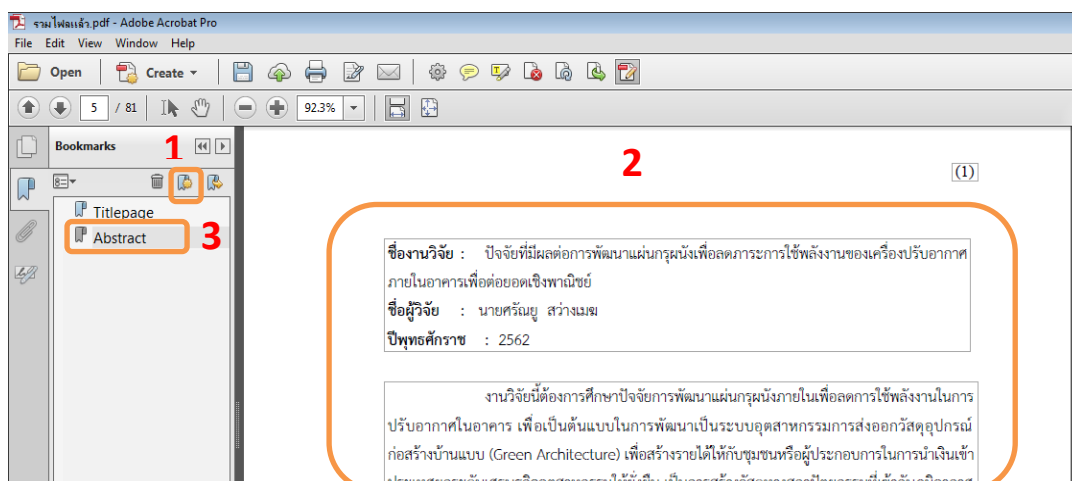 รวมไฟลแล้ว.pdf - Adobe Acrobat Pro
File Edit View Window Help
Open Create
5 / 81 92.3%
Bookmarks 1
2
(1)
Titlepage
Abstract 3
ชื่องานวิจัย : ปัจจัยที่มีผลต่อการพัฒนาแผ่นกรุผนังเพื่อลดภาระการใช้พลังงานของเครื่องปรับอากาศ
ภายในอาคารเพื่อต่อยอดเชิงพาณิชย์
ชื่อผู้วิจัย : นายศรัณยู สว่างเมฆ
ปีพุทธศักราช : 2562
งานวิจัยนี้ต้องการศึกษาปัจจัยการพัฒนาแผ่นกรุผนังภายในเพื่อลดการใช้พลังงานในการ
ปรับอากาศในอาคาร เพื่อเป็นต้นแบบในการพัฒนาเป็นระบบอุตสาหกรรมการส่งออกวัสดุอุปกรณ์
ก่อสร้างบ้านแบบ (Green Architecture) เพื่อสร้างรายได้ให้กับชุมชนหรือผู้ประกอบการในการนำเงินเข้า